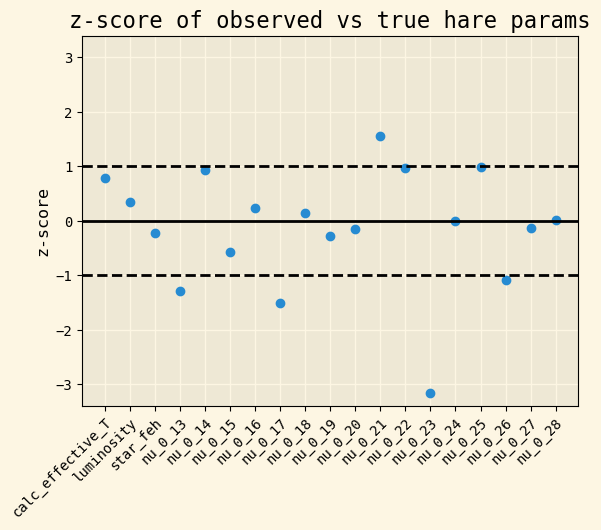 z-score of observed vs true hare params
z-score
3
2
1
0
−1
−2
−3
calc_effective_T
luminosity
star_feh
nu_0_13
nu_0_14
nu_0_15
nu_0_16
nu_0_17
nu_0_18
nu_0_19
nu_0_20
nu_0_21
nu_0_22
nu_0_23
nu_0_24
nu_0_25
nu_0_26
nu_0_27
nu_0_28